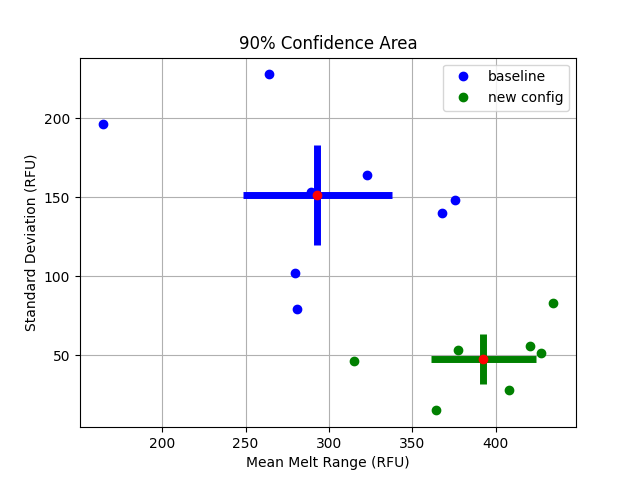 90% Confidence Area
baseline
new config
200
150
100
50
Standard Deviation (RFU)
200
250
300
350
400
Mean Melt Range (RFU)